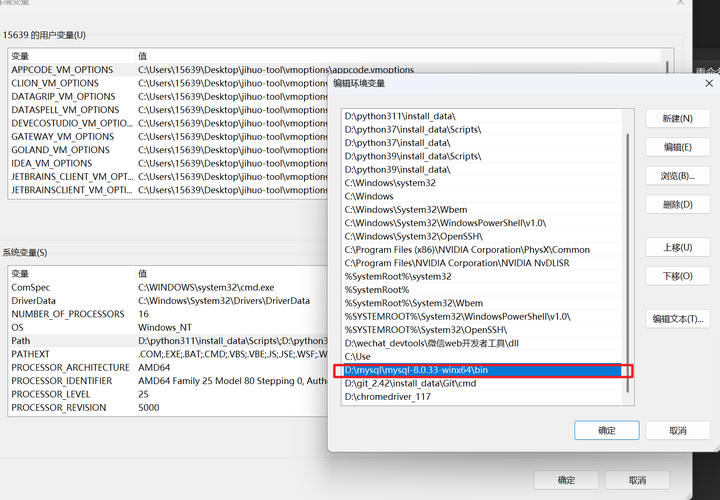 环境变量
15639 的用户变量(U)
变量 值
APPCODE_VM_OPTIONS C:\Users\15639\Desktop\jihuo-tool\vmoptions\appcode.vmoptions
CLION_VM_OPTIONS C:\Users\15639\Desktop\jihuo-tool\vmoptions
DATAGRIP_VM_OPTIONS C:\Users\15639\Desktop\jihuo-tool\vmoptions
DATASPELL_VM_OPTIONS C:\Users\15639\Desktop\jihuo-tool\vmoptions
DEVECOSTUDIO_VM_OPTIO... C:\Users\15639\Desktop\jihuo-tool\vmoptions
GATEWAY_VM_OPTIONS C:\Users\15639\Desktop\jihuo-tool\vmoptions
GOLAND_VM_OPTIONS C:\Users\15639\Desktop\jihuo-tool\vmoptions
IDEA_VM_OPTIONS C:\Users\15639\Desktop\jihuo-tool\vmoptions
JETBRAINS_CLIENT_VM_OPT... C:\Users\15639\Desktop\jihuo-tool\vmoptions
JETBRAINSCLIENT_VM_OPTI... C:\Users\15639\Desktop\jihuo-tool\vmoptions
系统变量(S)
变量 值
ComSpec C:\WINDOWS\system32\cmd.exe
DriverData C:\Windows\System32\Drivers\DriverData
NUMBER_OF_PROCESSORS 16
OS Windows_NT
Path D:\python311\install_data\Scripts\;D:\pytho
PATHEXT .COM;.EXE;.BAT;.CMD;.VBS;.VBE;.JS;.JSE;.WSF;.W
PROCESSOR_ARCHITECTURE AMD64
PROCESSOR_IDENTIFIER AMD64 Family 25 Model 80 Stepping 0, Auth
PROCESSOR_LEVEL 25
PROCESSOR_REVISION 5000
确定 取消
编辑环境变量
D:\python311\install_data\
D:\python37\install_data\Scripts\
D:\python37\install_data\
D:\python39\install_data\Scripts\
D:\python39\install_data\
C:\Windows\system32
C:\Windows
C:\Windows\System32\Wbem
C:\Windows\System32\WindowsPowerShell\v1.0\
C:\Windows\System32\OpenSSH\
C:\Program Files (x86)\NVIDIA Corporation\PhysX\Common
C:\Program Files\NVIDIA Corporation\NVIDIA NvDLISR
%SystemRoot%\system32
%SystemRoot%
%SystemRoot%\System32\Wbem
%SYSTEMROOT%\System32\WindowsPowerShell\v1.0\
%SYSTEMROOT%\System32\OpenSSH\
D:\wechat_devtools\微信web开发者工具\dll
C:\Use
D:\mysql\mysql-8.0.33-winx64\bin
D:\git_2.42\install_data\Git\cmd
D:\chromedriver_117
新建(N)
编辑(E)
浏览(B)...
删除(D)
上移(U)
下移(O)
编辑文本(T)...
确定 取消
重命名